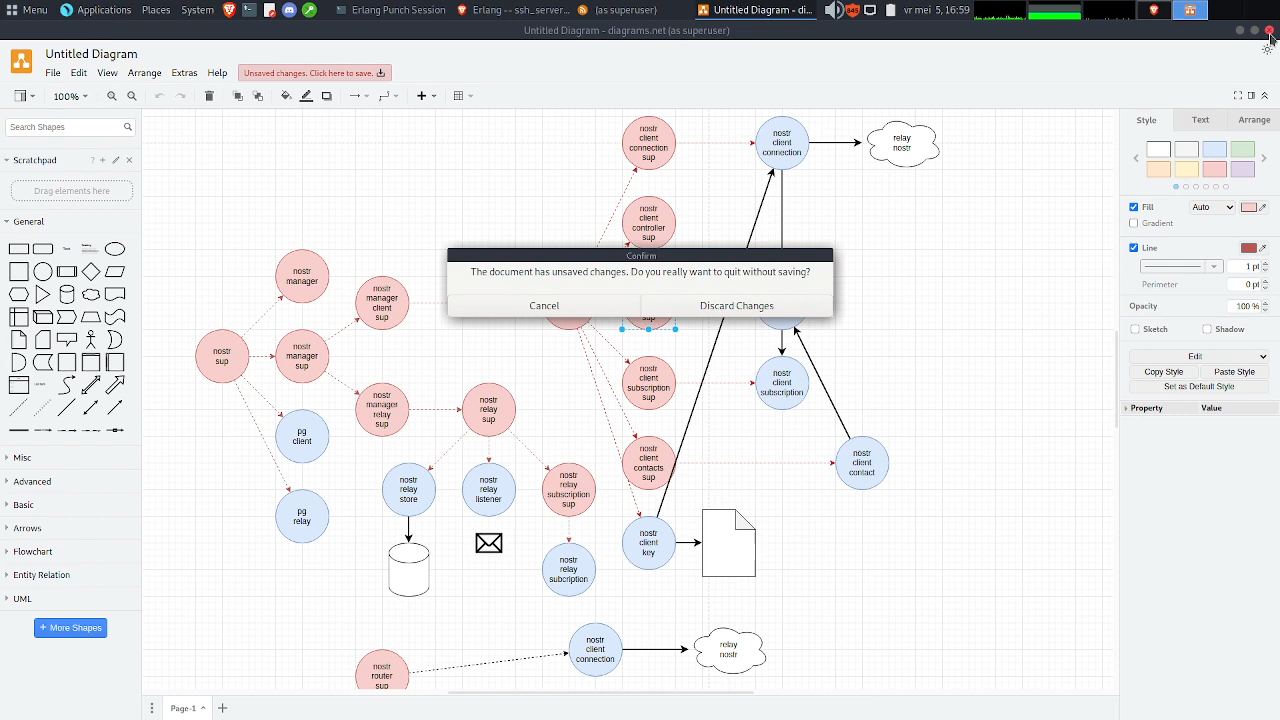 Menu Applications Places System Erlang Punch Session Erlang -- ssh_server... (as superuser) Untitled Diagram - di... 645 vr mei 5, 16:59
Untitled Diagram - diagrams.net (as superuser)
Untitled Diagram
File Edit View Arrange Extras Help Unsaved changes. Click here to save.
100%
Search Shapes
Scratchpad
Drag elements here
General
Misc
Advanced
Basic
Arrows
Flowchart
Entity Relation
UML
+ More Shapes
nostr
client
connection
sup
nostr
client
connection
relay
nostr
nostr
client
controller
sup
Confirm
The document has unsaved changes. Do you really want to quit without saving?
Cancel Discard Changes
sup
nostr
manager
nostr
manager
client
sup
nostr
sup
nostr
manager
sup
nostr
client
subscription
sup
nostr
client
subscription
nostr
manager
relay
sup
nostr
relay
sup
pg
client
nostr
client
contacts
sup
nostr
client
contact
nostr
relay
store
nostr
relay
listener
nostr
relay
subscription
sup
pg
relay
nostr
client
key
nostr
relay
subcription
nostr
client
connection
relay
nostr
nostr
router
sup
Style Text Arrange
Fill Auto
Gradient
Line 1 pt
Perimeter 0 pt
Opacity 100 %
Sketch Shadow
Edit
Copy Style Paste Style
Set as Default Style
Property Value
Page-1